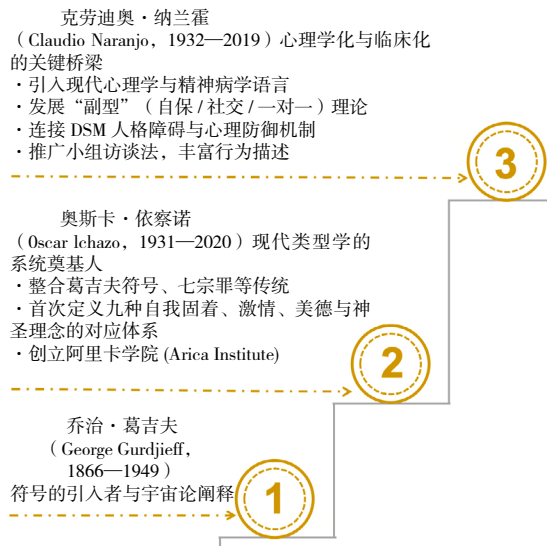 克劳迪奥·纳兰霍
（Claudio Naranjo，1932—2019）心理学化与临床化
的关键桥梁
·引入现代心理学与精神病学语言
·发展“副型”（自保/社交/一对一）理论
·连接 DSM 人格障碍与心理防御机制
·推广小组访谈法，丰富行为描述
3
奥斯卡·依察诺
（0scar lchazo，1931—2020）现代类型学的
系统奠基人
·整合葛吉夫符号、七宗罪等传统
·首次定义九种自我固着、激情、美德与神
圣理念的对应体系
·创立阿里卡学院 (Arica Institute)
2
乔治·葛吉夫
（George Gurdjieff,
1866—1949）
符号的引入者与宇宙论阐释
1